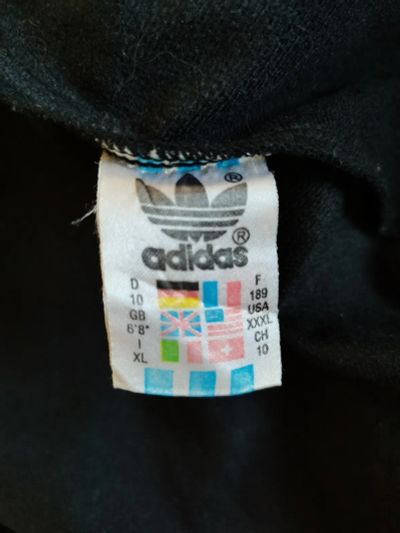 ®
adidas®
D
10
GB
6'8"
I
XL
F
189
USA
XXXL
CH
10